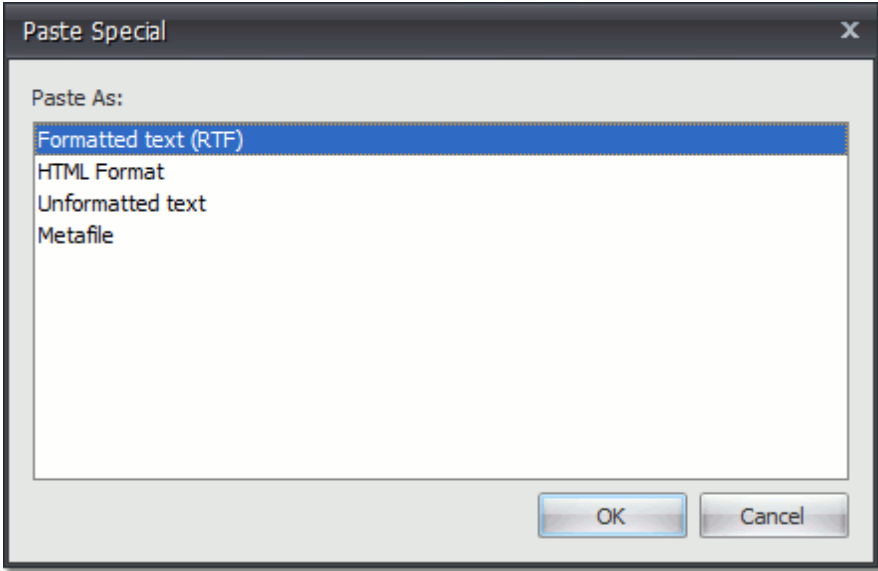 Paste Special
Paste As:
Formatted text (RTF)
HTML Format
Unformatted text
Metafile
OK
Cancel